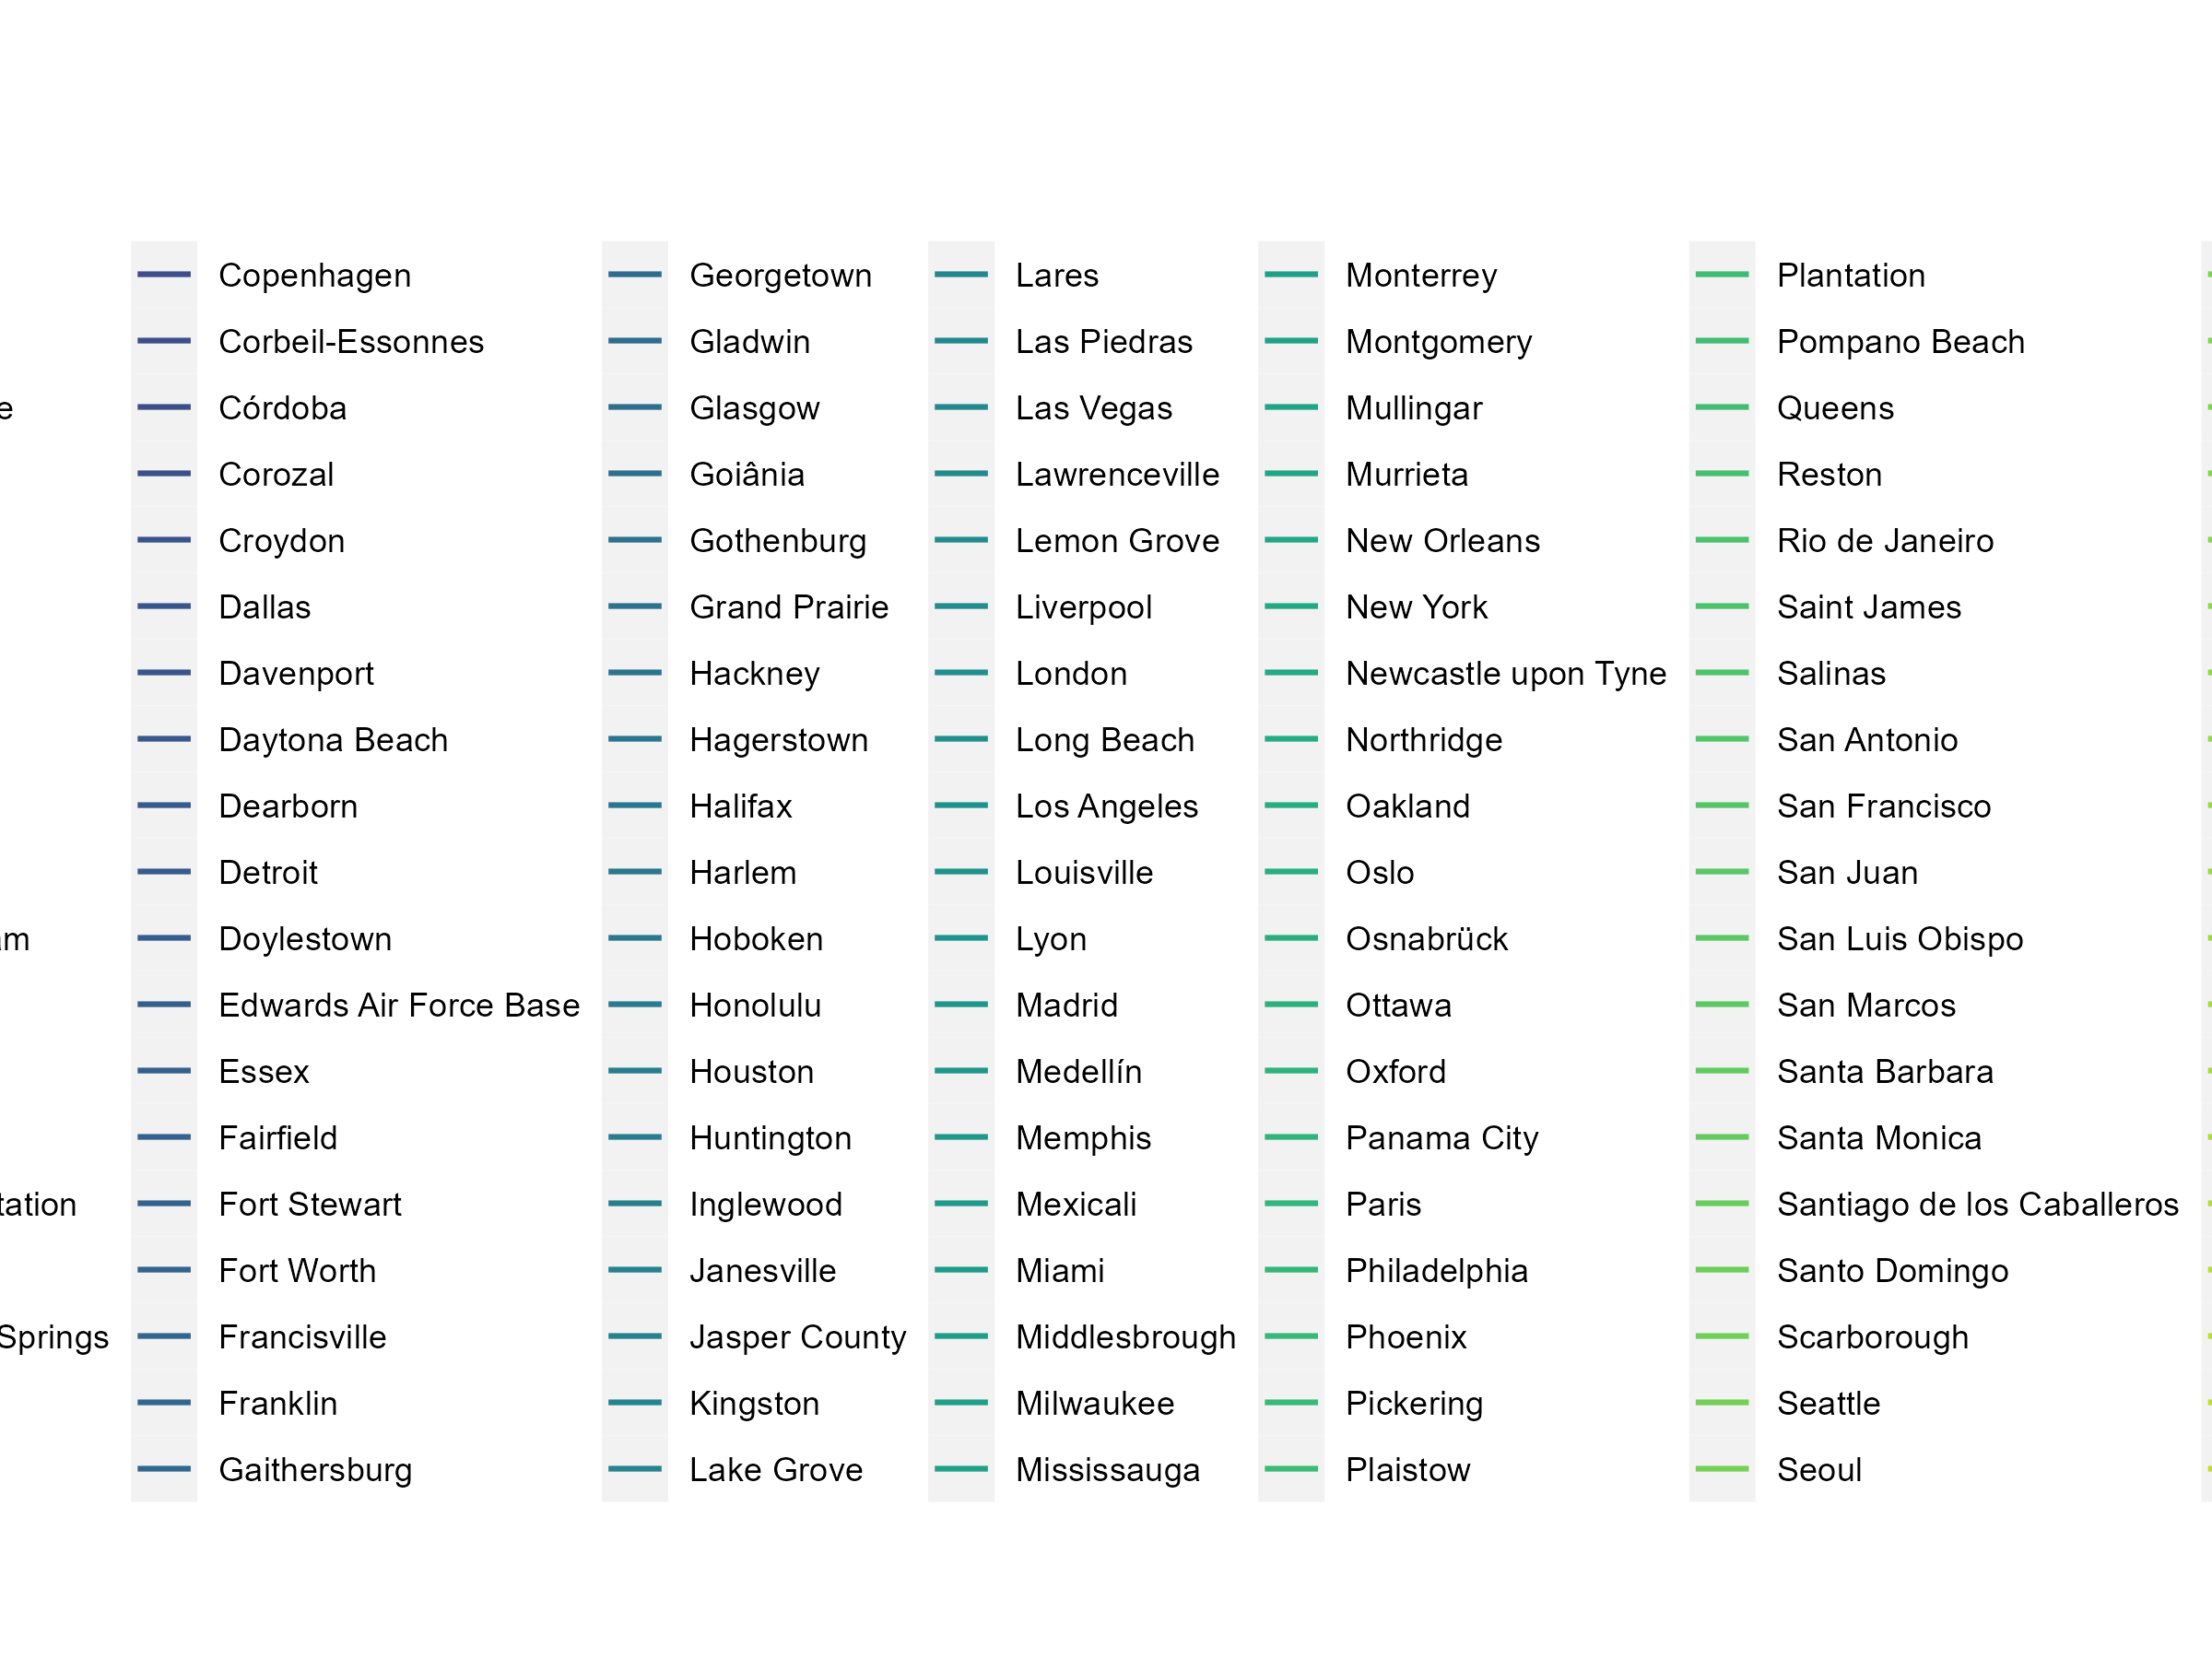 Copenhagen
Corbeil-Essonnes
Córdoba
Corozal
Croydon
Dallas
Davenport
Daytona Beach
Dearborn
Detroit
Doylestown
Edwards Air Force Base
Essex
Fairfield
Fort Stewart
Fort Worth
Springs
Francisville
Franklin
Gaithersburg
Georgetown
Gladwin
Glasgow
Goiânia
Gothenburg
Grand Prairie
Hackney
Hagerstown
Halifax
Harlem
Hoboken
Honolulu
Houston
Huntington
Inglewood
Janesville
Jasper County
Kingston
Lake Grove
Lares
Las Piedras
Las Vegas
Lawrenceville
Lemon Grove
Liverpool
London
Long Beach
Los Angeles
Louisville
Lyon
Madrid
Medellín
Memphis
Mexicali
Miami
Middlesbrough
Milwaukee
Mississauga
Monterrey
Montgomery
Mullingar
Murrieta
New Orleans
New York
Newcastle upon Tyne
Northridge
Oakland
Oslo
Osnabrück
Ottawa
Oxford
Panama City
Paris
Philadelphia
Phoenix
Pickering
Plaistow
Plantation
Pompano Beach
Queens
Reston
Rio de Janeiro
Saint James
Salinas
San Antonio
San Francisco
San Juan
San Luis Obispo
San Marcos
Santa Barbara
Santa Monica
Santiago de los Caballeros
Santo Domingo
Scarborough
Seattle
Seoul